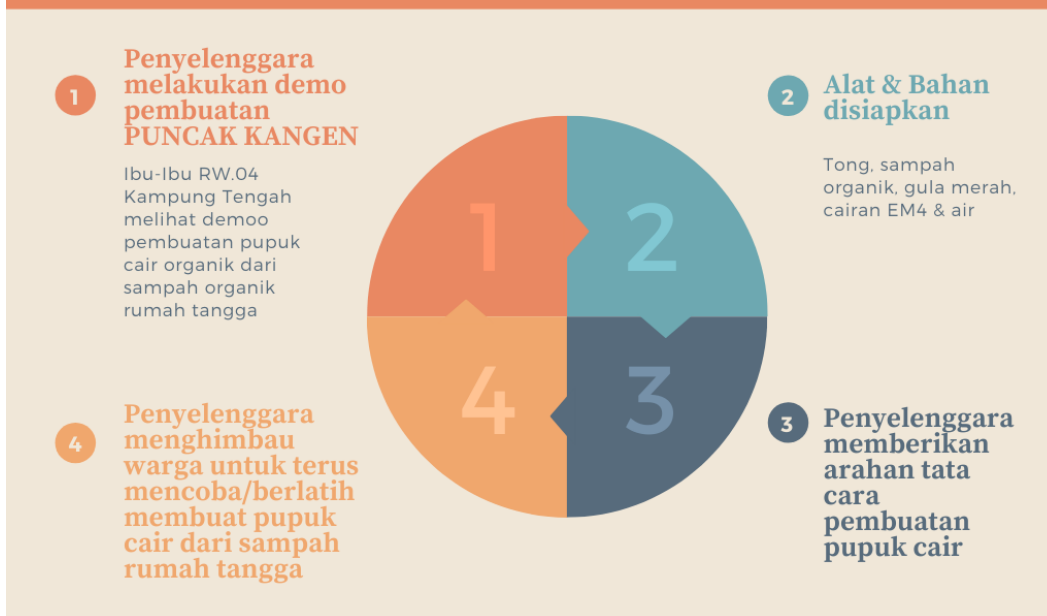 1
Penyelenggara
melakukan demo
pembuatan
PUNCAK KANGEN
Ibu-Ibu RW.04
Kampung Tengah
melihat demoo
pembuatan pupuk
cair organik dari
sampah organik
rumah tangga
2
Alat & Bahan
disiapkan
Tong, sampah
organik, gula merah,
cairan EM4 & air
1
2
4
3
3
Penyelenggara
memberikan
arahan tata
cara
pembuatan
pupuk cair
4
Penyelenggara
menghimbau
warga untuk terus
mencoba/berlatih
membuat pupuk
cair dari sampah
rumah tangga